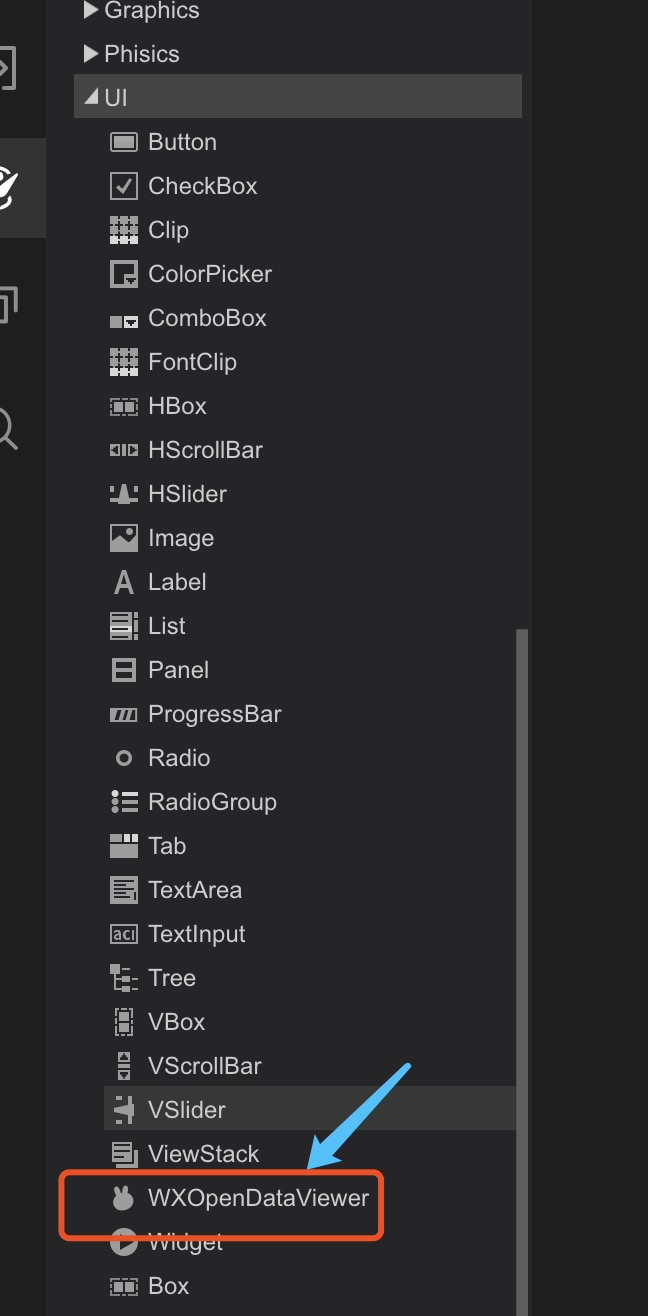 Graphics
Phisics
UI
Button
CheckBox
Clip
ColorPicker
ComboBox
FontClip
HBox
HScrollBar
HSlider
Image
Label
List
Panel
ProgressBar
Radio
RadioGroup
Tab
TextArea
TextInput
Tree
VBox
VScrollBar
VSlider
ViewStack
WXOpenDataViewer
Widget
Box